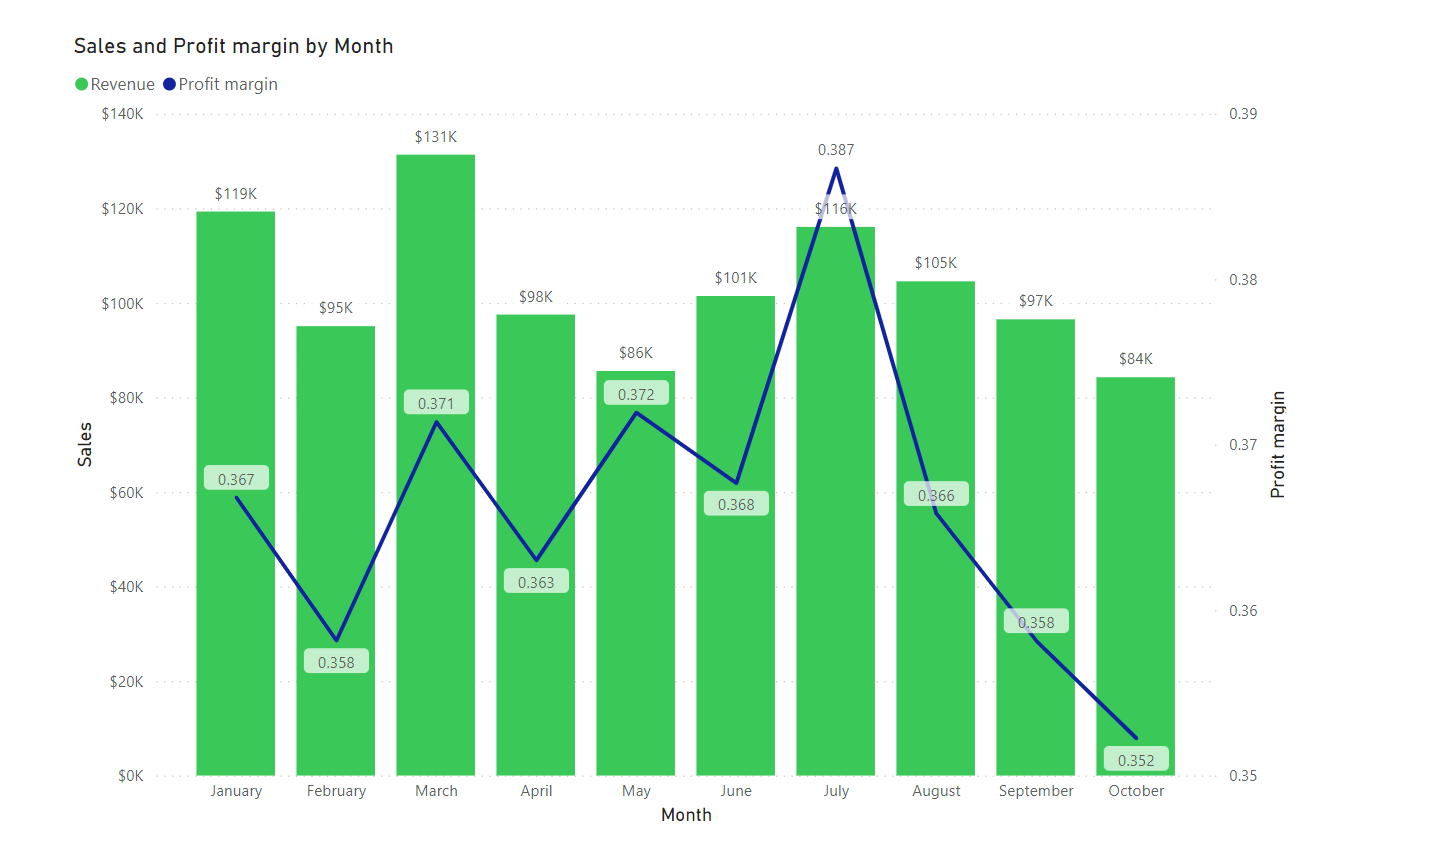 Sales and Profit margin by Month
Revenue Profit margin
$140K
$120K
$100K
$80K
$60K
$40K
$20K
$0K
Sales
$119K
$95K
$131K
$98K
$86K
$101K
$116K
$105K
$97K
$84K
0.367
0.358
0.371
0.363
0.372
0.368
0.387
0.366
0.358
0.352
0.39
0.38
0.37
0.36
0.35
Profit margin
January February March April May June July August September October
Month